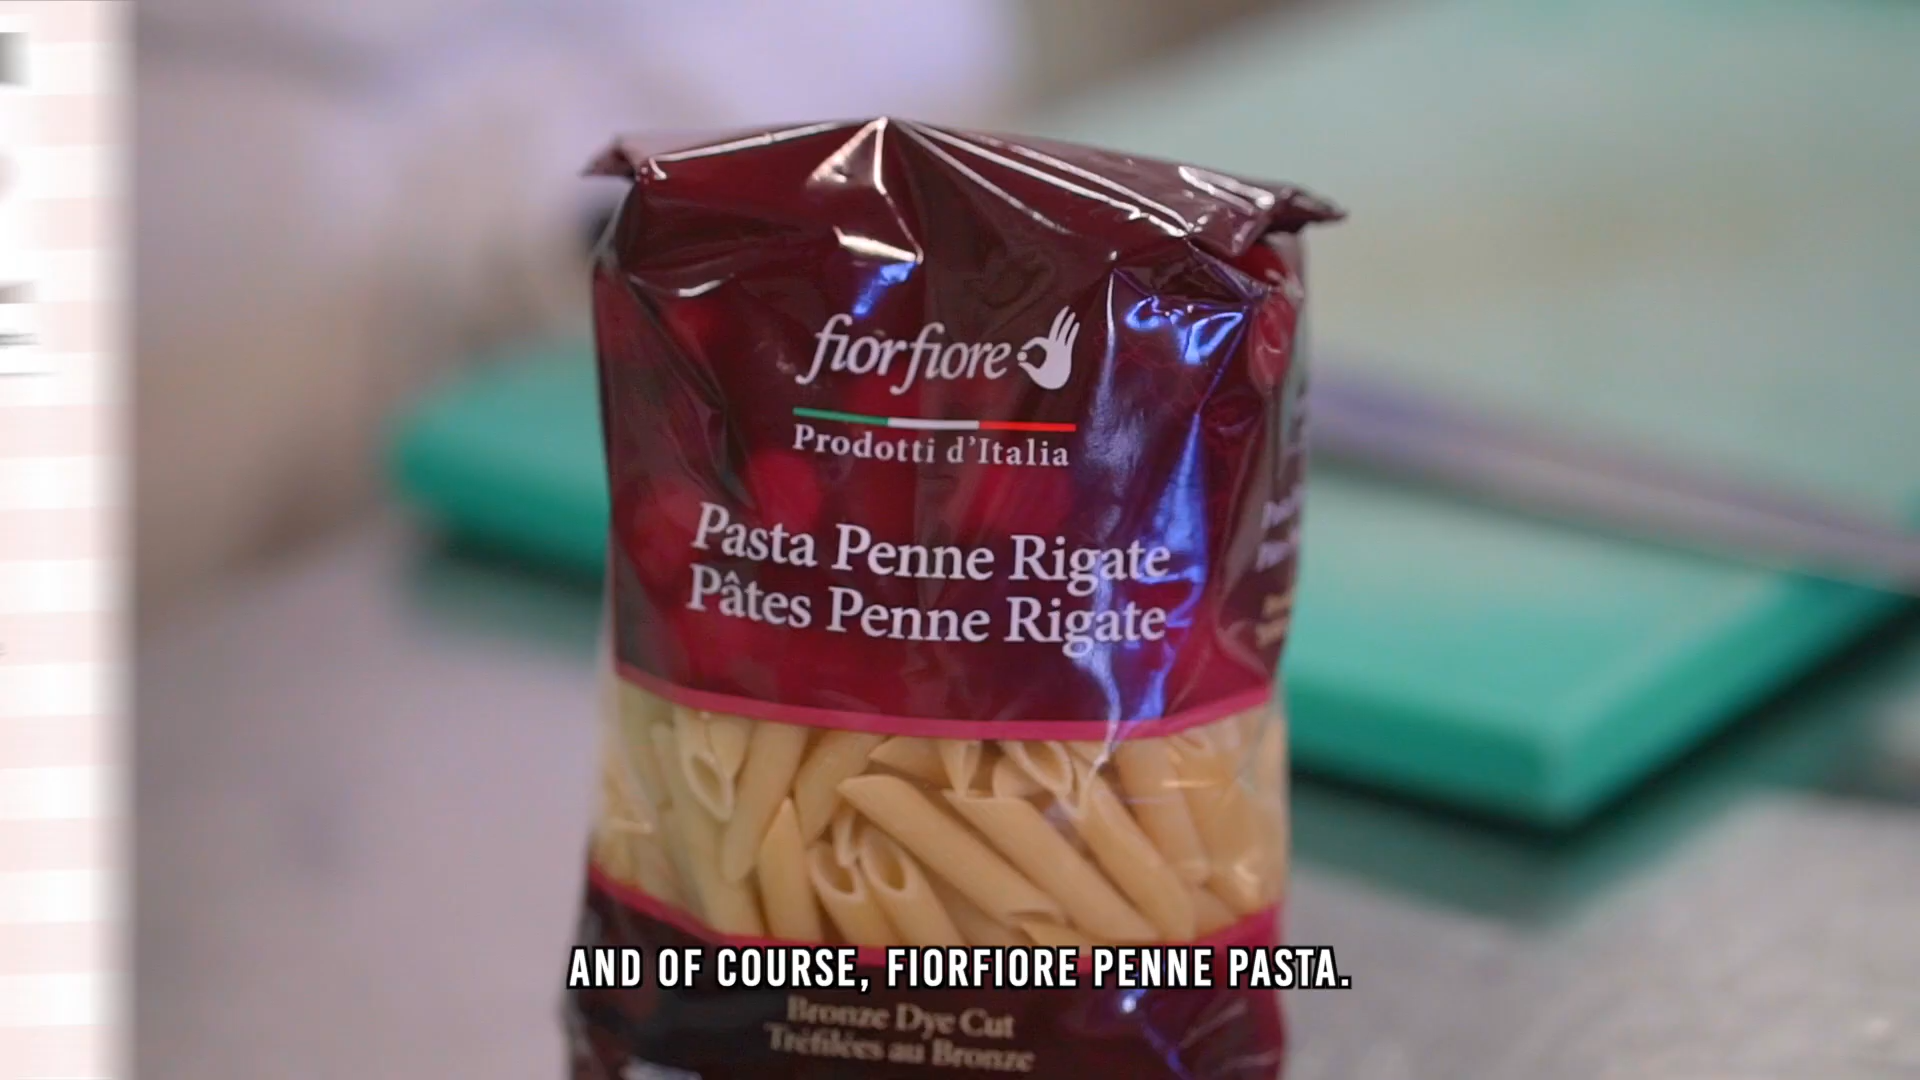 fiorfiore
Prodotti d'Italia
Pasta Penne Rigate
Pâtes Penne Rigate
AND OF COURSE, FIORFIORE PENNE PASTA.
Bronze Dye Cut
Tréfilées au Bronze